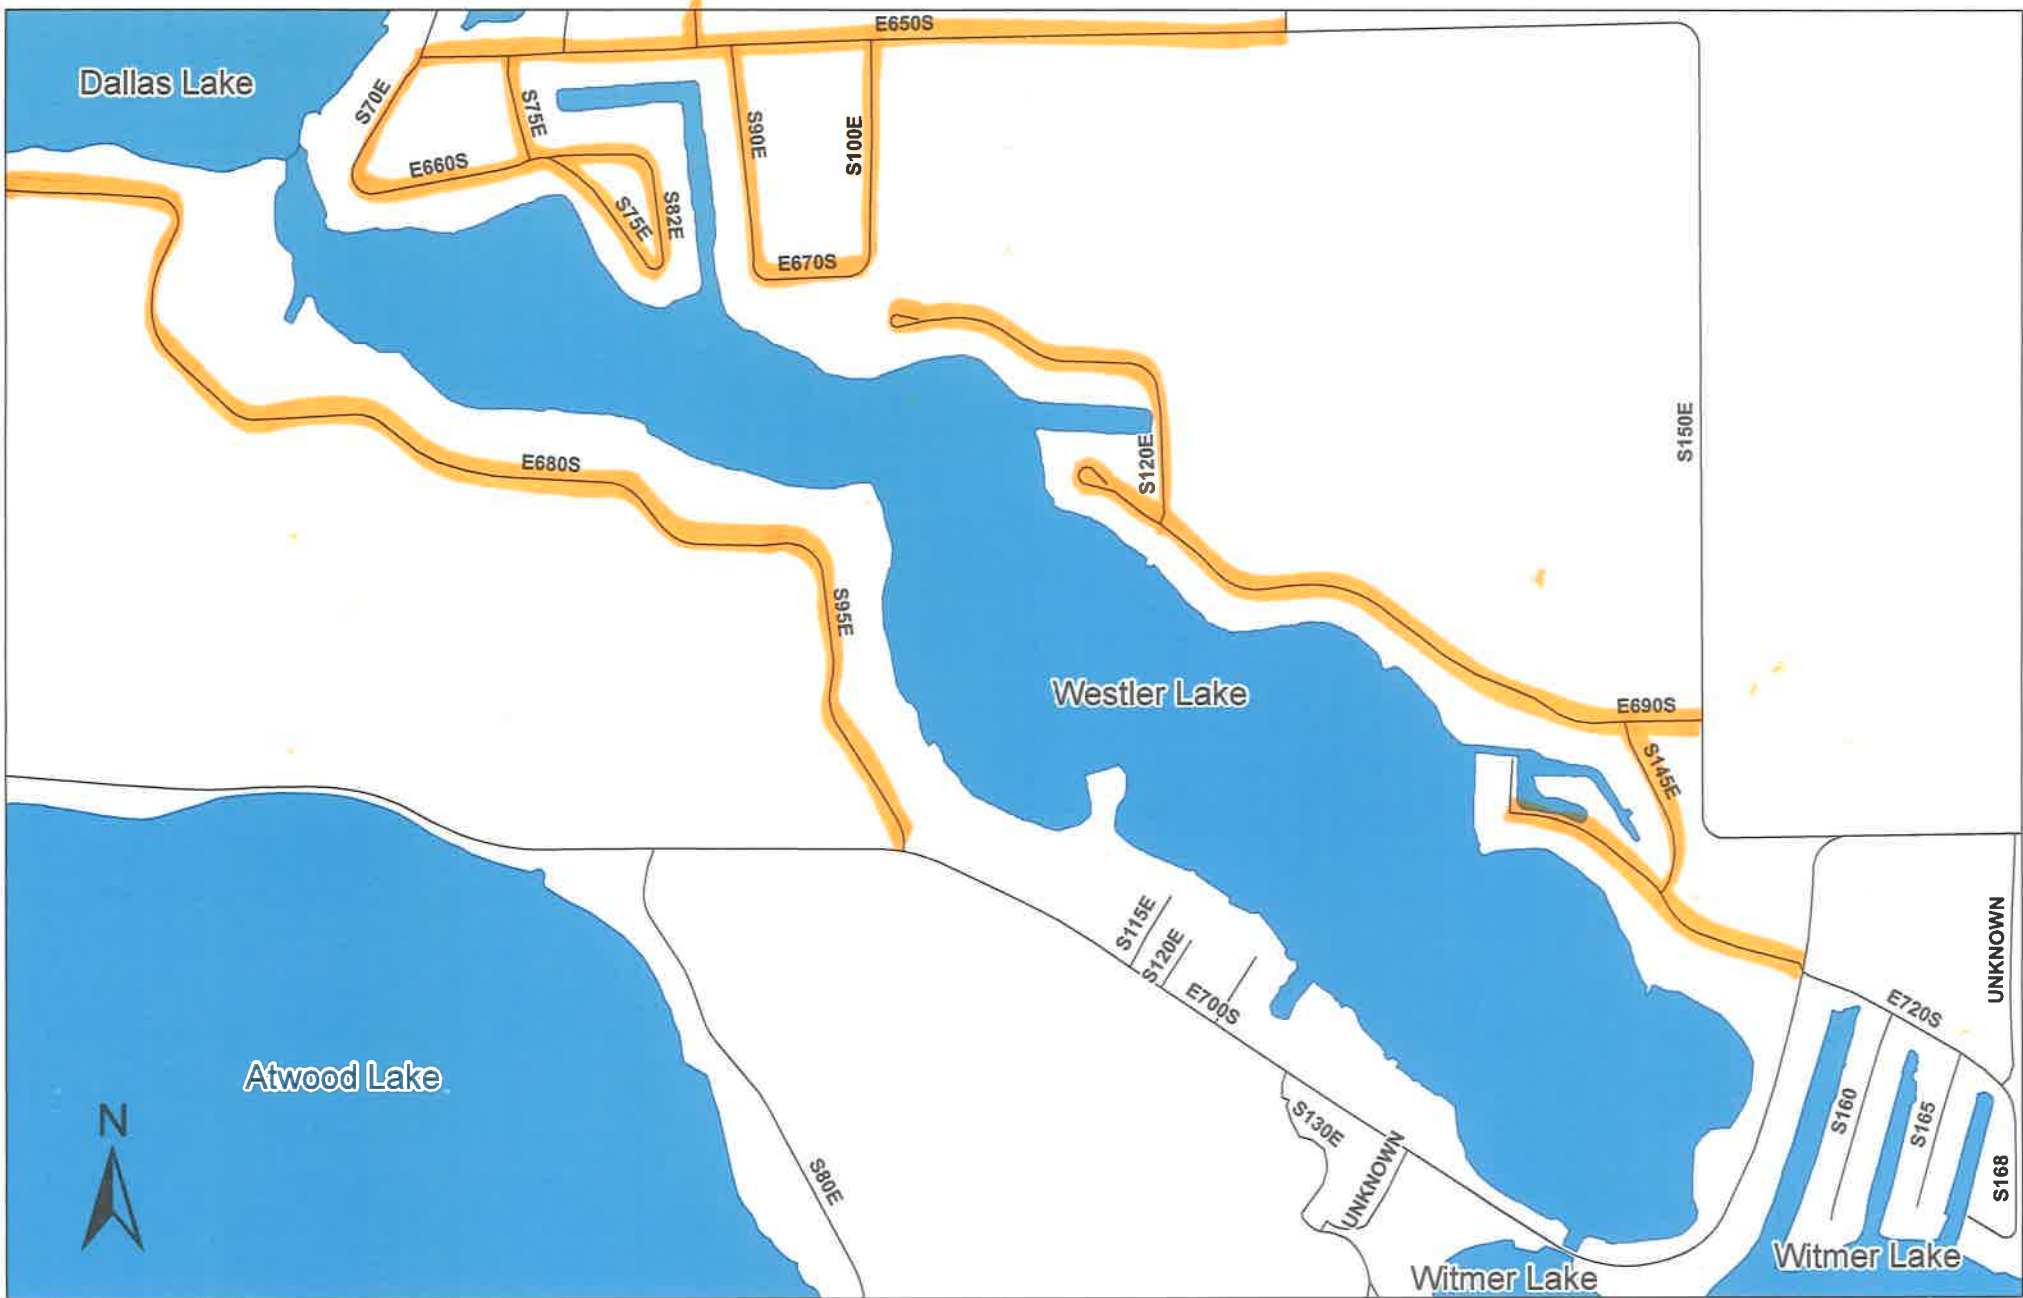 E650S
Dallas Lake
S70E
S75E
S90E
S100E
E660S
S75E
S82E
E670S
S120E
S150E
E680S
S95E
Westler Lake
E690S
S145E
S115E
S120E
E700S
UNKNOWN
E720S
Atwood Lake
N
S130E
UNKNOWN
S160
S165
S168
S80E
Witmer Lake
Witmer Lake